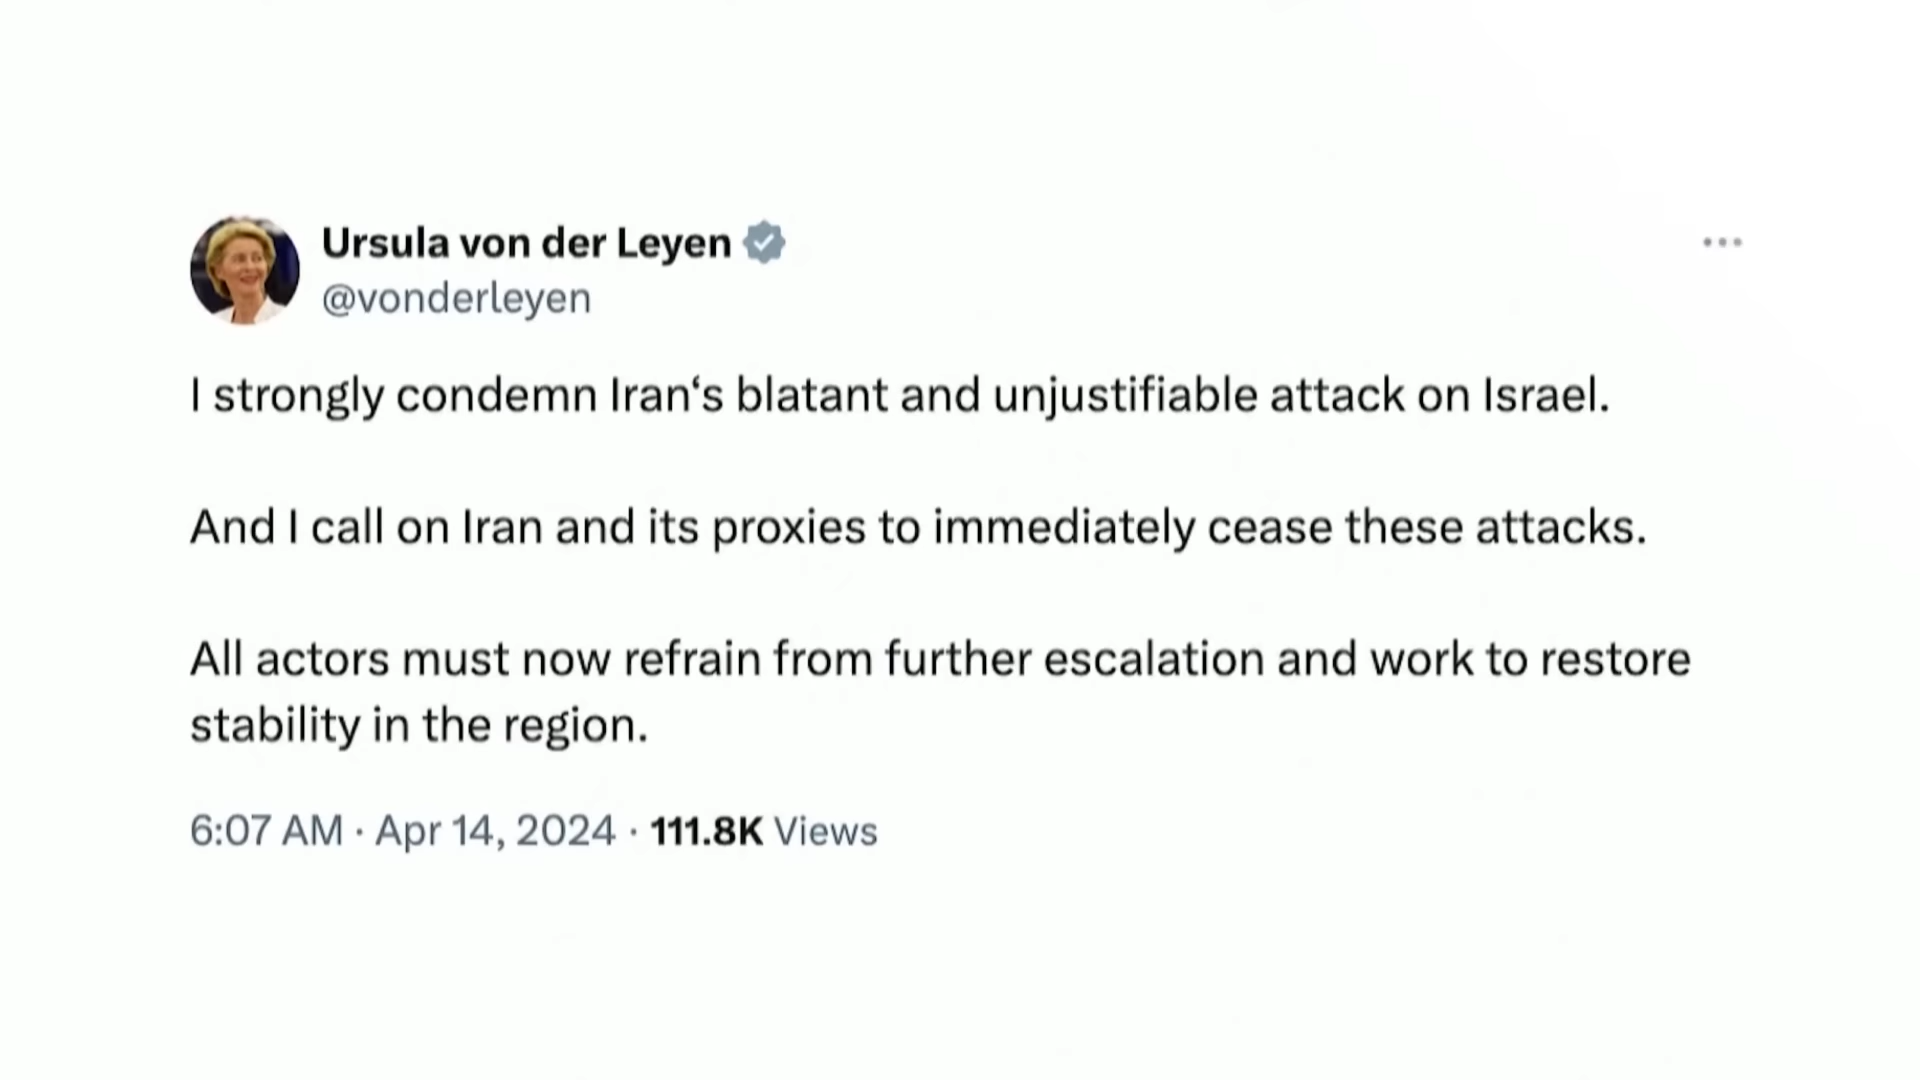 Ursula von der Leyen
@vonderleyen
I strongly condemn Iran‘s blatant and unjustifiable attack on Israel.
And I call on Iran and its proxies to immediately cease these attacks.
All actors must now refrain from further escalation and work to restore
stability in the region.
6:07 AM · Apr 14, 2024 · 111.8K Views